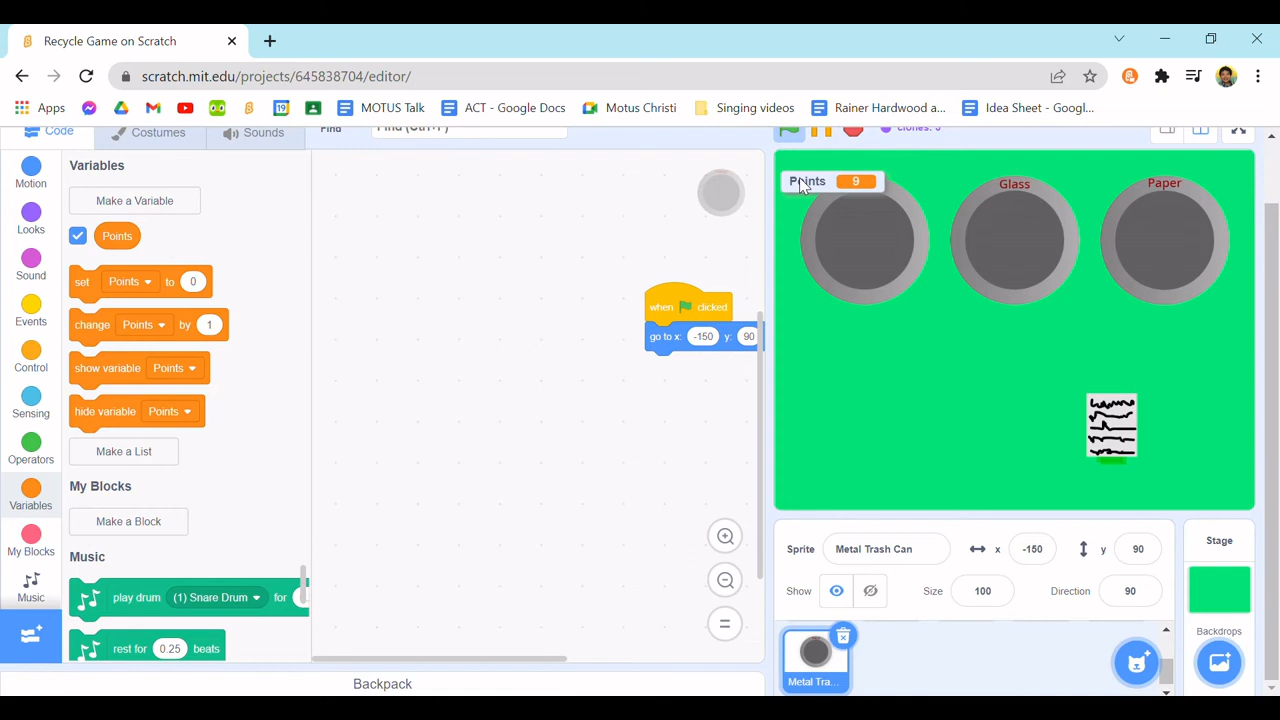 Recycle Game on Scratch
scratch.mit.edu/projects/645838704/editor/
Apps
19
MOTUS Talk
ACT - Google Docs
Motus Christi
Singing videos
Rainer Hardwood a...
Idea Sheet - Googl...
Code
Costumes
Sounds
Find
Find (Ctrl+F)
clones: 3
Motion
Looks
Sound
Events
Control
Sensing
Operators
Variables
My Blocks
Music
Variables
Make a Variable
Points
set Points to 0
change Points by 1
show variable Points
hide variable Points
Make a List
My Blocks
Make a Block
Music
play drum (1) Snare Drum for
rest for 0.25 beats
when clicked
go to x: -150 y: 90
Backpack
Points 9
Glass
Paper
Sprite Metal Trash Can x -150 y 90
Show Size 100 Direction 90
Metal Tra...
Stage
Backdrops